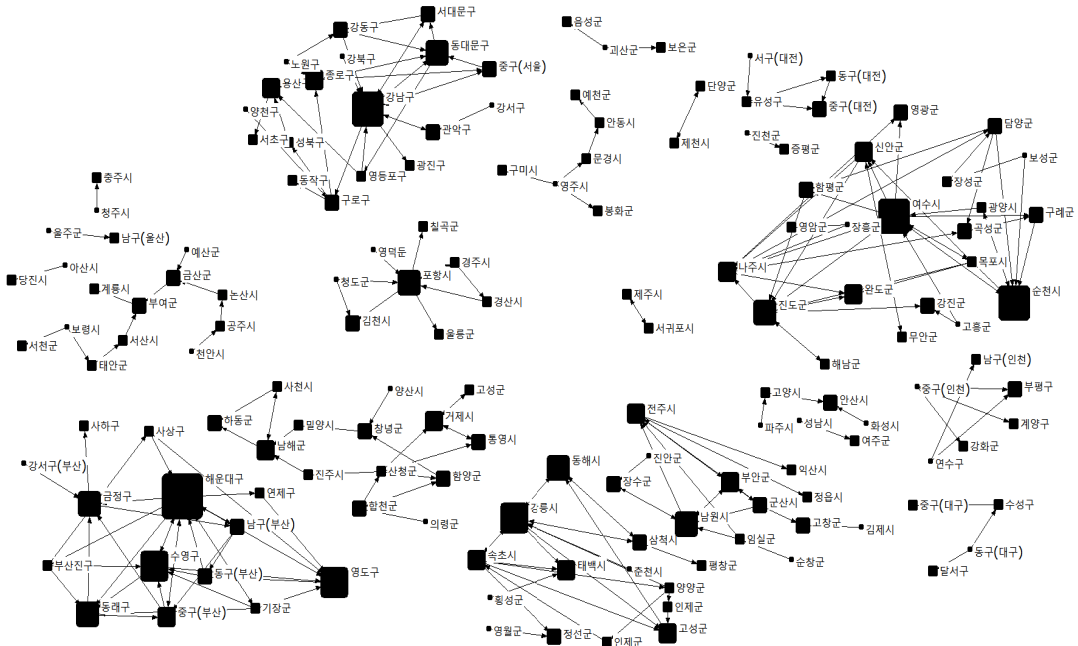 서대문구
강동구
동대문구
강북구
노원구
종로구
중구(서울)
용산구
강남구
양천구
강서구
관악구
서초구
성북구
광진구
동작구
영등포구
구로구
음성군
괴산군
보은군
서구(대전)
동구(대전)
단양군
유성구
중구(대전)
예천군
안동시
제천시
진천군
증평군
문경시
구미시
영주시
봉화군
영광군
담양군
신안군
보성군
장성군
함평군
여수시
광양시
구례군
영암군
장흥군
곡성군
나주시
목포시
완도군
순천시
진도군
강진군
고흥군
무안군
해남군
충주시
청주시
울주군
남구(울산)
예산군
아산시
당진시
금산군
계룡시
부여군
논산시
보령시
서산시
공주시
서천군
태안군
천안시
칠곡군
영덕둔
포항시
경주시
청도군
경산시
김천시
울릉군
제주시
서귀포시
사천시
양산시
고성군
하동군
밀양시
창녕군
거제시
남해군
통영시
진주시
산청군
함양군
합천군
의령군
사하구
사상구
강서구(부산)
해운대구
금정구
연제구
남구(부산)
부산진구
수영구
동구(부산)
영도구
동래구
중구(부산)
기장군
전주시
동해시
진안군
장수군
부안군
익산시
정읍시
군산시
강릉시
남원시
고창군
김제시
삼척시
임실군
속초시
태백시
춘천시
평창군
순창군
양양군
횡성군
인제군
영월군
정선군
인제군
고성군
고양시
안산시
파주시
성남시
화성시
여주군
남구(인천)
중구(인천)
부평구
계양구
강화군
연수구
중구(대구)
수성구
동구(대구)
달서구